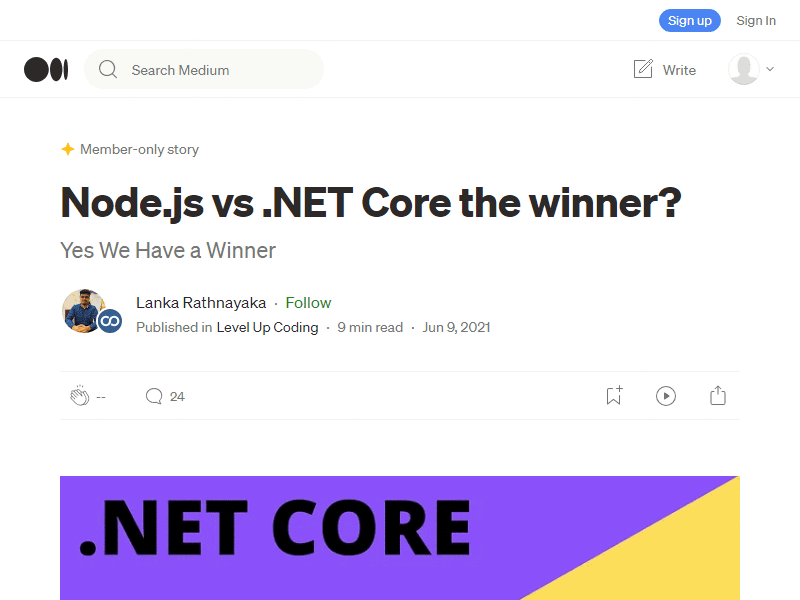 Sign up Sign In
Search Medium Write
Member-only story
Node.js vs .NET Core the winner?
Yes We Have a Winner
Lanka Rathnayaka · Follow
Published in Level Up Coding · 9 min read · Jun 9, 2021
-- 24
.NET CORE